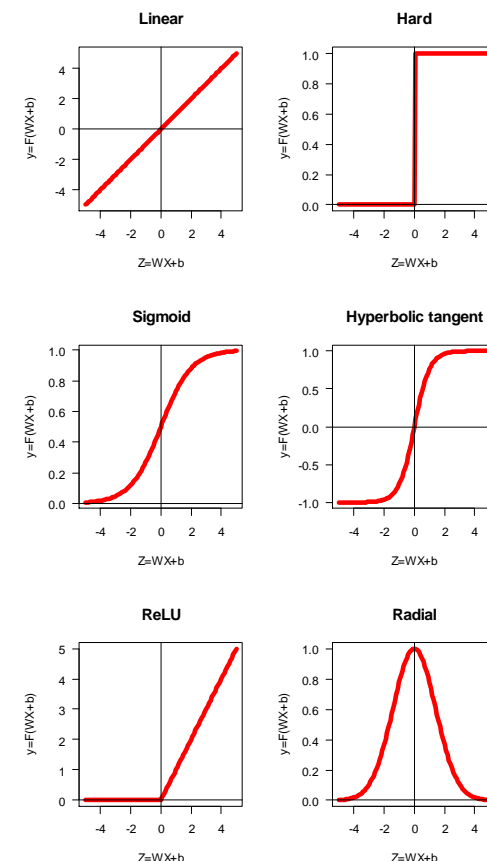 Linear
y=F(WX+b)
4
2
0
-2
-4
-4 -2 0 2 4
Z=WX+b
Hard
y=F(WX+b)
1.0
0.8
0.6
0.4
0.2
0.0
-4 -2 0 2 4
Z=WX+b
Sigmoid
y=F(WX+b)
1.0
0.8
0.6
0.4
0.2
0.0
-4 -2 0 2 4
Z=WX+b
Hyperbolic tangent
y=F(WX+b)
1.0
0.5
0.0
-0.5
-1.0
-4 -2 0 2 4
Z=WX+b
ReLU
y=F(WX+b)
5
4
3
2
1
0
-4 -2 0 2 4
Z=WX+b
Radial
y=F(WX+b)
1.0
0.8
0.6
0.4
0.2
0.0
-4 -2 0 2 4
Z=WX+b